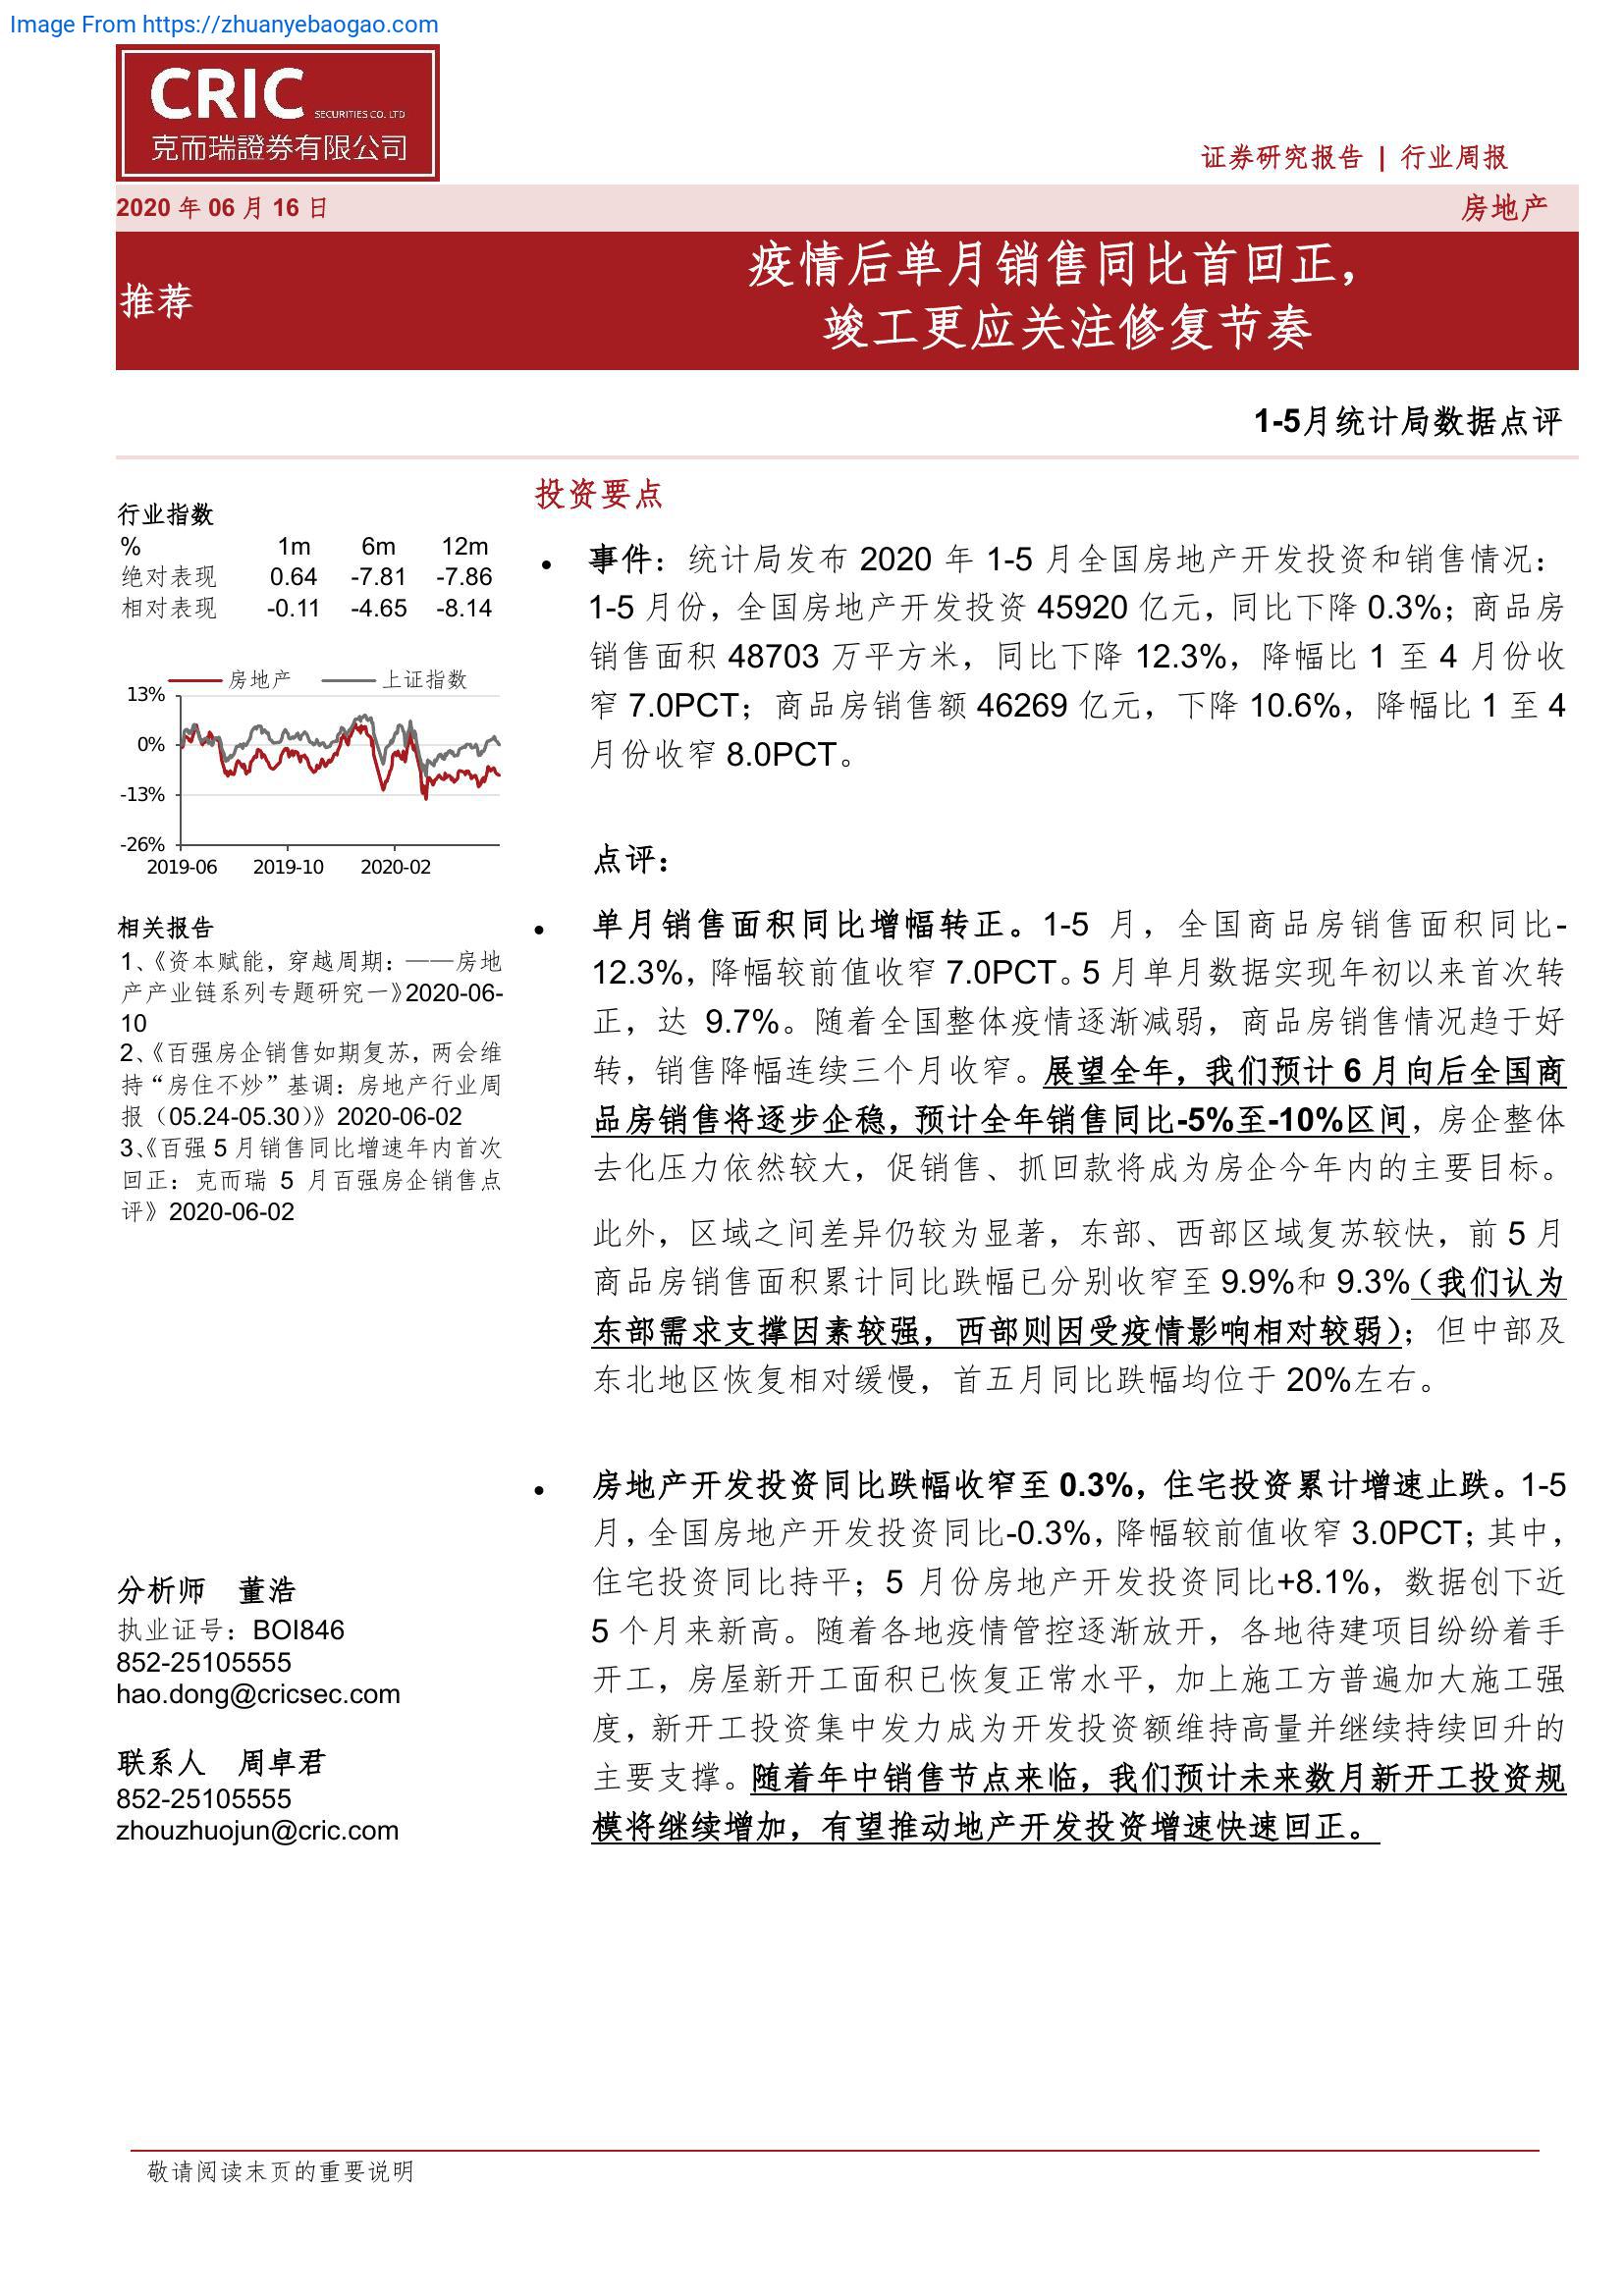 Image From https://zhuanyebaogao.com
CRIC SECURITIES CO. LTD
克而瑞證券有限公司
证券研究报告 | 行业周报
2020 年 06 月 16 日
房地产
推荐
疫情后单月销售同比首回正，
竣工更应关注修复节奏
1-5月统计局数据点评
行业指数
% 1m 6m 12m
绝对表现 0.64 -7.81 -7.86
相对表现 -0.11 -4.65 -8.14
房地产 上证指数
13%
0%
-13%
-26%
2019-06 2019-10 2020-02
相关报告
1、《资本赋能，穿越周期：——房地
产产业链系列专题研究一》2020-06-
10
2、《百强房企销售如期复苏，两会维
持“房住不炒”基调：房地产行业周
报（05.24-05.30）》2020-06-02
3、《百强 5 月销售同比增速年内首次
回正：克而瑞 5 月百强房企销售点
评》2020-06-02
分析师 董浩
执业证号：BOI846
852-25105555
hao.dong@cricsec.com
联系人 周卓君
852-25105555
zhouzhuojun@cric.com
投资要点
• 事件：统计局发布 2020 年 1-5 月全国房地产开发投资和销售情况：
1-5 月份，全国房地产开发投资 45920 亿元，同比下降 0.3%；商品房
销售面积 48703 万平方米，同比下降 12.3%，降幅比 1 至 4 月份收
窄 7.0PCT；商品房销售额 46269 亿元，下降 10.6%，降幅比 1 至 4
月份收窄 8.0PCT。
点评：
• 单月销售面积同比增幅转正。1-5 月，全国商品房销售面积同比-
12.3%，降幅较前值收窄 7.0PCT。5 月单月数据实现年初以来首次转
正，达 9.7%。随着全国整体疫情逐渐减弱，商品房销售情况趋于好
转，销售降幅连续三个月收窄。展望全年，我们预计 6 月向后全国商
品房销售将逐步企稳，预计全年销售同比-5%至-10%区间，房企整体
去化压力依然较大，促销售、抓回款将成为房企今年内的主要目标。
此外，区域之间差异仍较为显著，东部、西部区域复苏较快，前 5 月
商品房销售面积累计同比跌幅已分别收窄至 9.9%和 9.3%（我们认为
东部需求支撑因素较强，西部则因受疫情影响相对较弱）；但中部及
东北地区恢复相对缓慢，首五月同比跌幅均位于 20%左右。
• 房地产开发投资同比跌幅收窄至 0.3%，住宅投资累计增速止跌。1-5
月，全国房地产开发投资同比-0.3%，降幅较前值收窄 3.0PCT；其中，
住宅投资同比持平；5 月份房地产开发投资同比+8.1%，数据创下近
5 个月来新高。随着各地疫情管控逐渐放开，各地待建项目纷纷着手
开工，房屋新开工面积已恢复正常水平，加上施工方普遍加大施工强
度，新开工投资集中发力成为开发投资额维持高量并继续持续回升的
主要支撑。随着年中销售节点来临，我们预计未来数月新开工投资规
模将继续增加，有望推动地产开发投资增速快速回正。
敬请阅读末页的重要说明